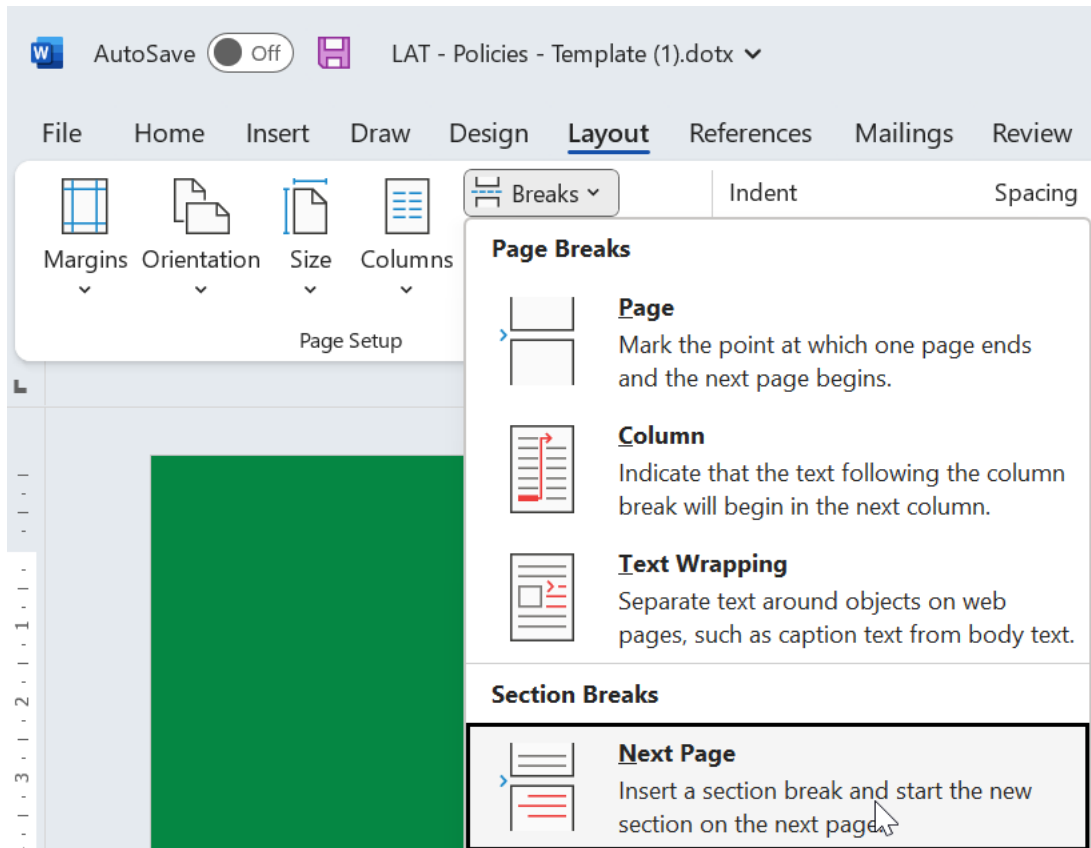 W AutoSave Off LAT - Policies - Template (1).dotx
File Home Insert Draw Design Layout References Mailings Review
Breaks Indent Spacing
Margins Orientation Size Columns
Page Setup
Page Breaks
Page
Mark the point at which one page ends
and the next page begins.
Column
Indicate that the text following the column
break will begin in the next column.
Text Wrapping
Separate text around objects on web
pages, such as caption text from body text.
Section Breaks
Next Page
Insert a section break and start the new
section on the next page.
1
2
3